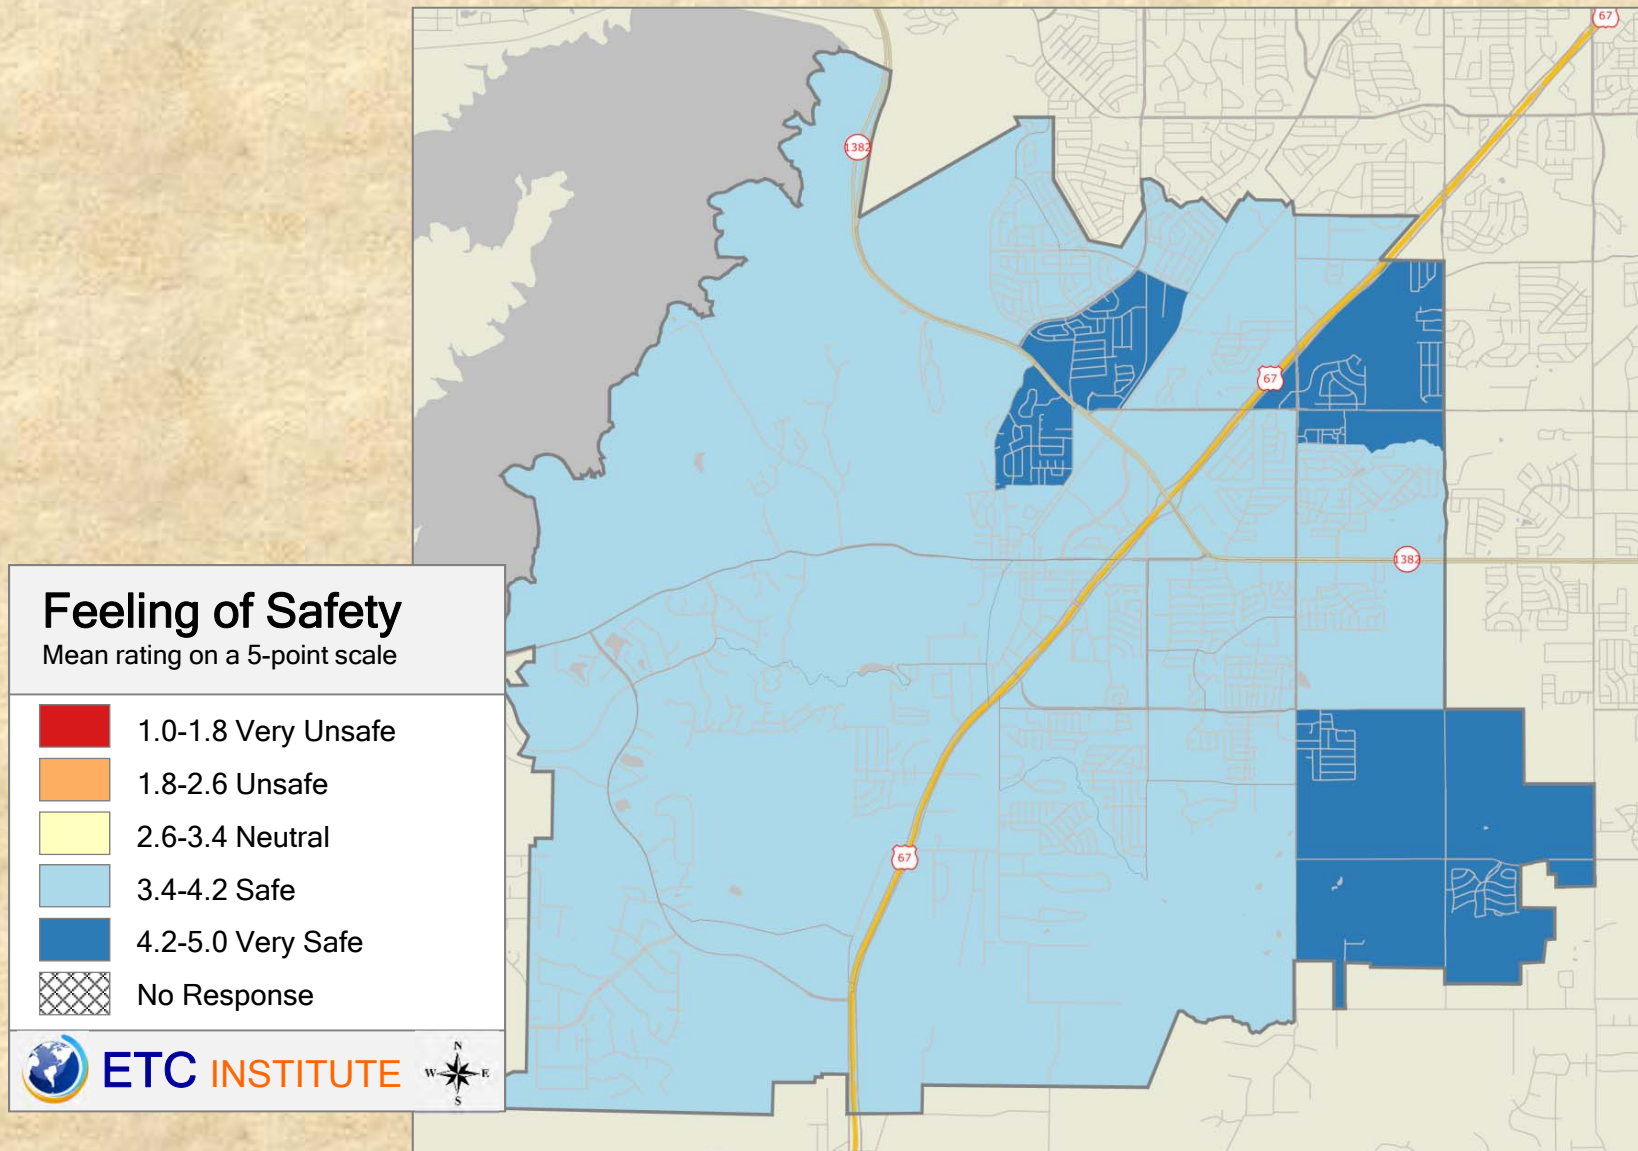 67
1382
67
1382
Feeling of Safety
Mean rating on a 5-point scale
1.0-1.8 Very Unsafe
1.8-2.6 Unsafe
2.6-3.4 Neutral
3.4-4.2 Safe
4.2-5.0 Very Safe
No Response
67
ETC INSTITUTE
N
W E
S